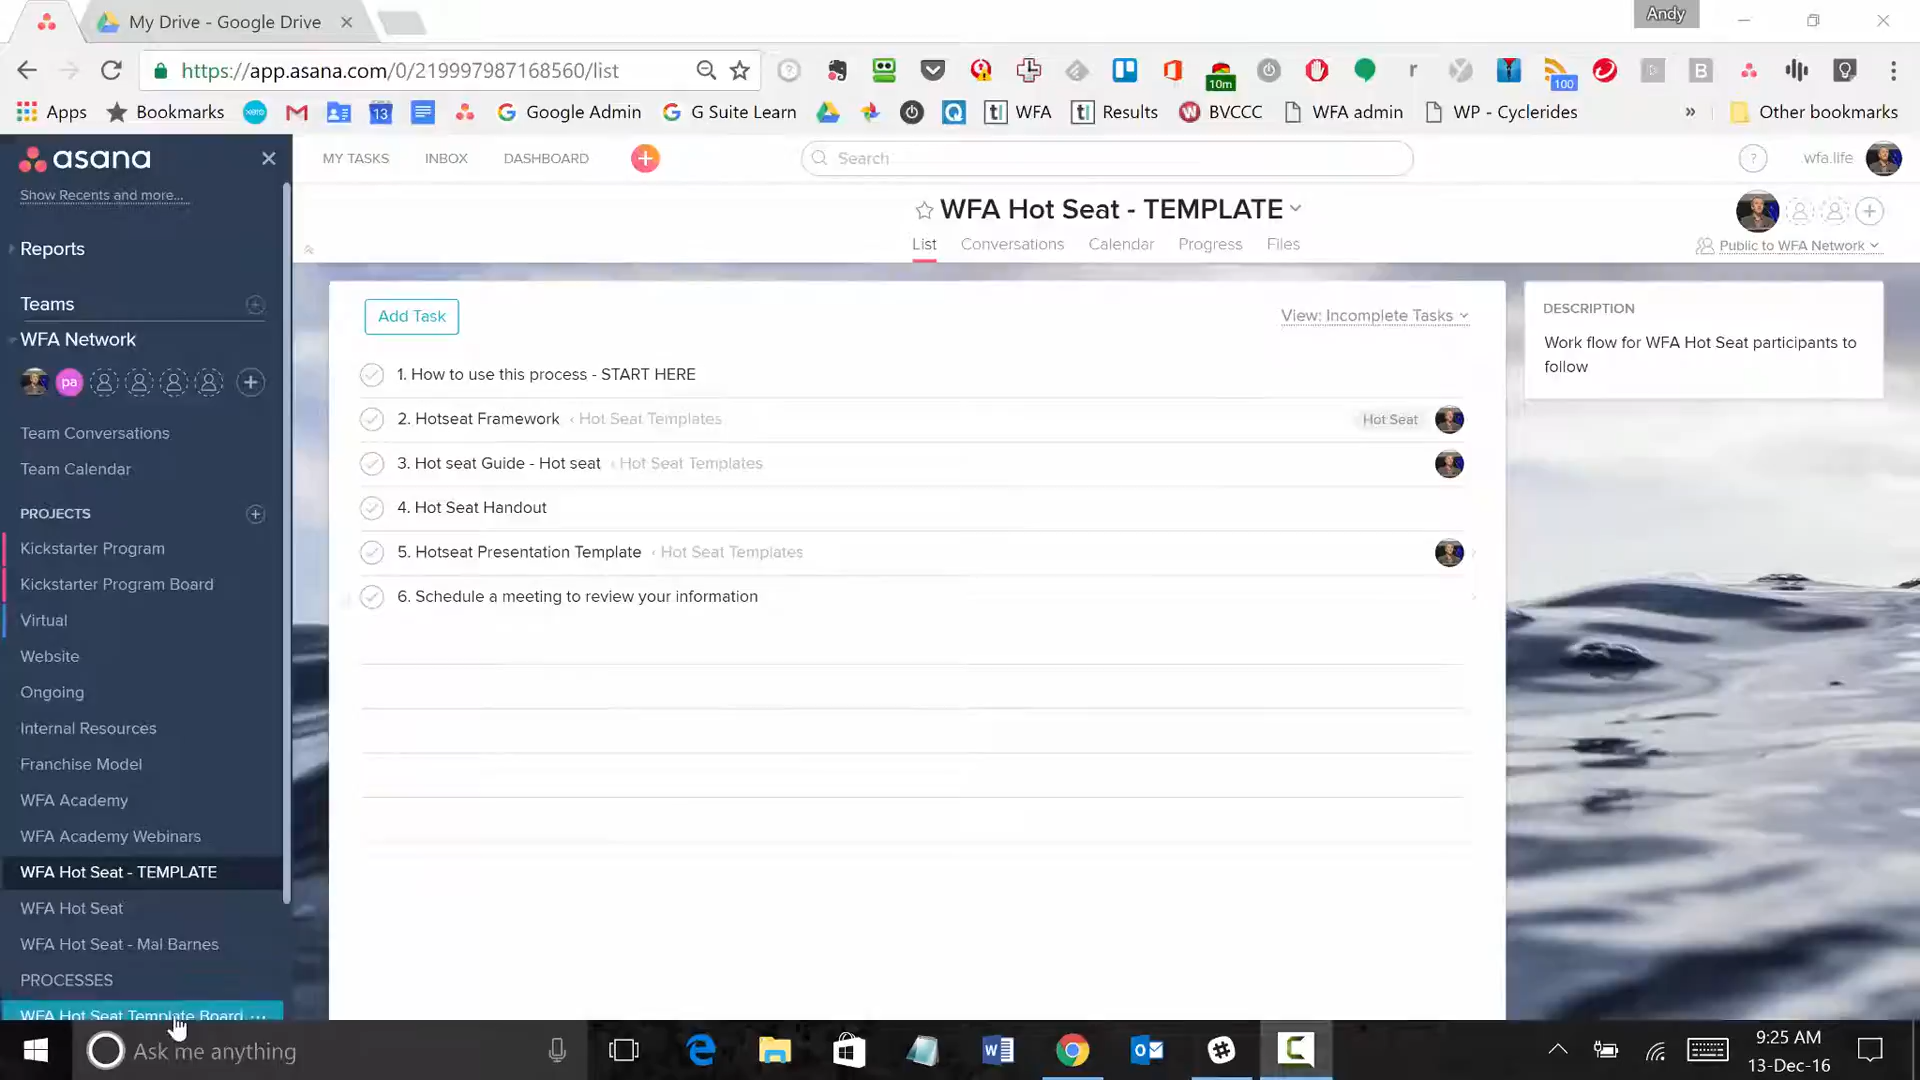 My Drive - Google Drive
Andy
https://app.asana.com/0/219997987168560/list
10m
100
Apps
Bookmarks
13
Google Admin
G Suite Learn
WFA
Results
BVCCC
WFA admin
WP - Cyclerides
»
Other bookmarks
asana
MY TASKS
INBOX
DASHBOARD
Search
wfa.life
Show Recents and more...
WFA Hot Seat - TEMPLATE
List
Conversations
Calendar
Progress
Files
Public to WFA Network
Reports
Teams
WFA Network
pa
Team Conversations
Team Calendar
PROJECTS
Kickstarter Program
Kickstarter Program Board
Virtual
Website
Ongoing
Internal Resources
Franchise Model
WFA Academy
WFA Academy Webinars
WFA Hot Seat - TEMPLATE
WFA Hot Seat
WFA Hot Seat - Mal Barnes
PROCESSES
WFA Hot Seat Template Board ...
Add Task
View: Incomplete Tasks
1. How to use this process - START HERE
2. Hotseat Framework ‹ Hot Seat Templates
Hot Seat
3. Hot seat Guide - Hot seat ‹ Hot Seat Templates
4. Hot Seat Handout
5. Hotseat Presentation Template ‹ Hot Seat Templates
6. Schedule a meeting to review your information
DESCRIPTION
Work flow for WFA Hot Seat participants to
follow
Ask me anything
9:25 AM
13-Dec-16